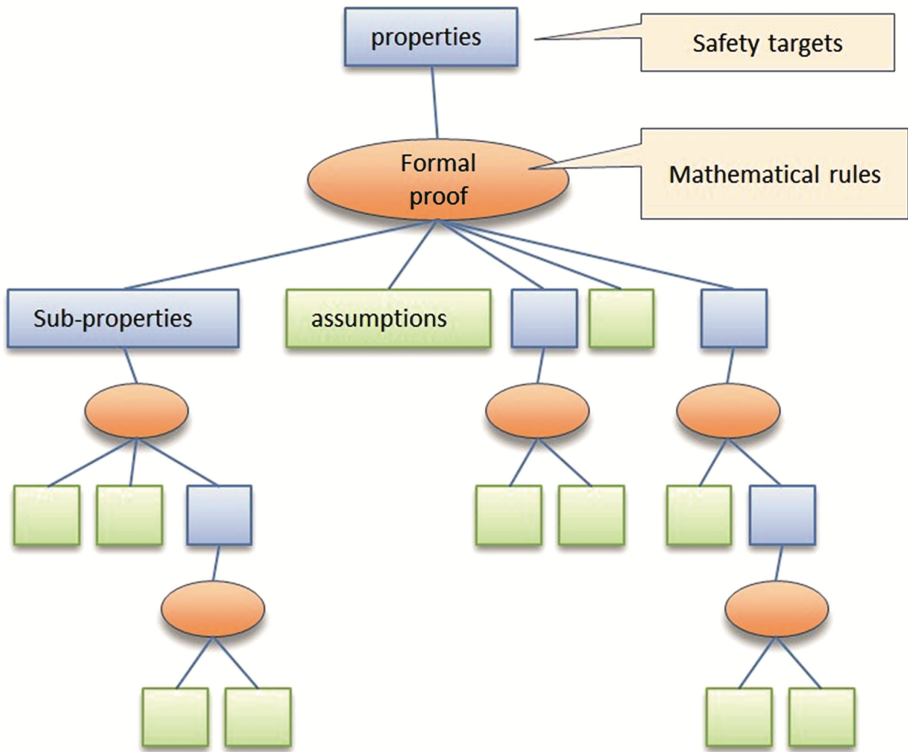 properties
Safety targets
Formal
proof
Mathematical rules
Sub-properties
assumptions